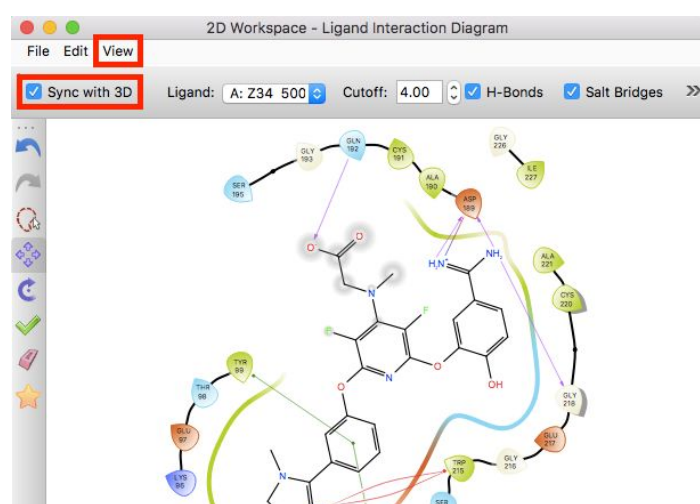 2D Workspace - Ligand Interaction Diagram
File Edit View
Sync with 3D Ligand: A: Z34 500 Cutoff: 4.00 H-Bonds Salt Bridges »
GLY
226
GLN
192
CYS
191
GLY
193
ILE
227
ALA
190
SER
195
ASP
189
O
O
H2N+
NH2
ALA
221
N
CYS
220
F
F
TYR
99
O
N
O
OH
THR
98
GLY
218
GLU
97
GLU
217
TRP
215
GLY
216
LYS
96
N
SER